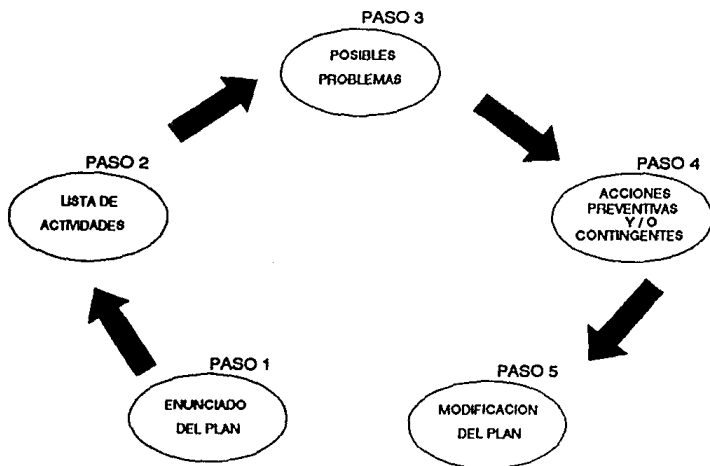 PASO 3
POSIBLES
PROBLEMAS
PASO 2
LISTA DE
ACTIVIDADES
PASO 4
ACCIONES
PREVENTIVAS
Y / O
CONTINGENTES
PASO 1
ENUNCIADO
DEL PLAN
PASO 5
MODIFICACION
DEL PLAN